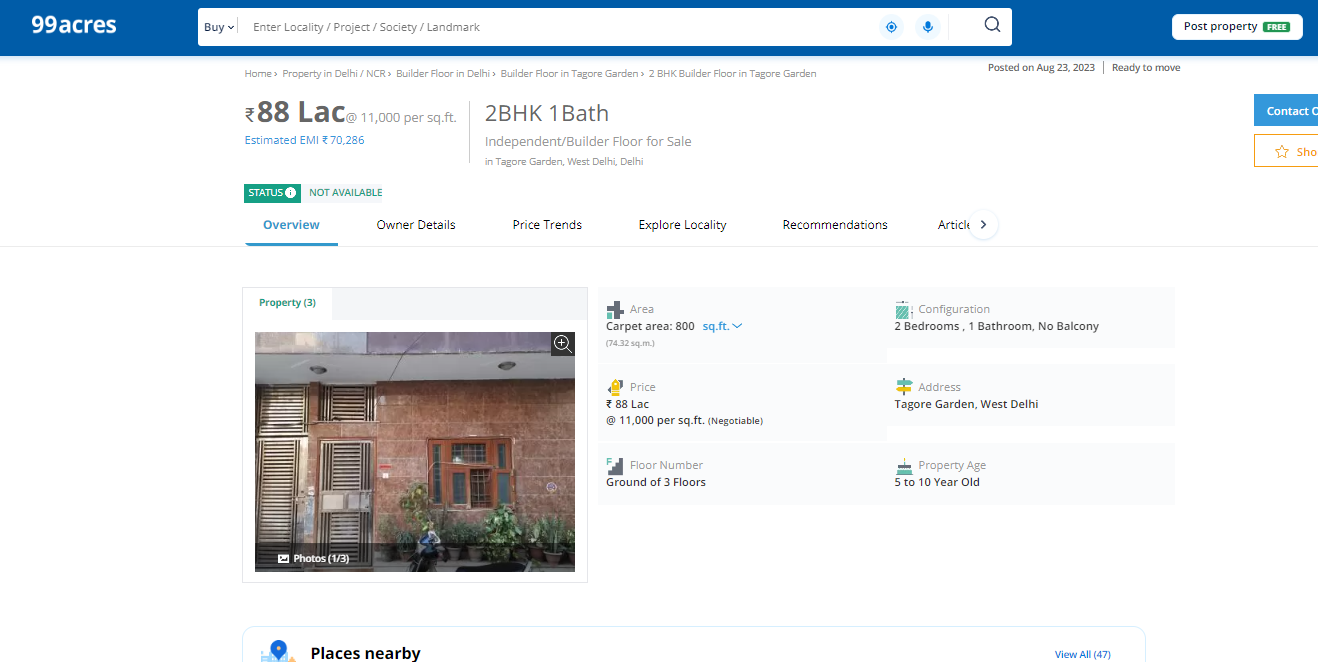 99acres
Buy
Enter Locality / Project / Society / Landmark
Post property FREE
Home › Property in Delhi / NCR › Builder Floor in Delhi › Builder Floor in Tagore Garden › 2 BHK Builder Floor in Tagore Garden
Posted on Aug 23, 2023 | Ready to move
₹88 Lac@ 11,000 per sq.ft.
Estimated EMI ₹ 70,286
2BHK 1Bath
Independent/Builder Floor for Sale
in Tagore Garden, West Delhi, Delhi
Contact O
Sho
STATUS NOT AVAILABLE
Overview
Owner Details
Price Trends
Explore Locality
Recommendations
Article
Property (3)
Photos (1/3)
Area
Carpet area: 800 sq.ft.
(74.32 sq.m.)
Configuration
2 Bedrooms , 1 Bathroom, No Balcony
Price
₹ 88 Lac
@ 11,000 per sq.ft. (Negotiable)
Address
Tagore Garden, West Delhi
Floor Number
Ground of 3 Floors
Property Age
5 to 10 Year Old
Places nearby
View All (47)